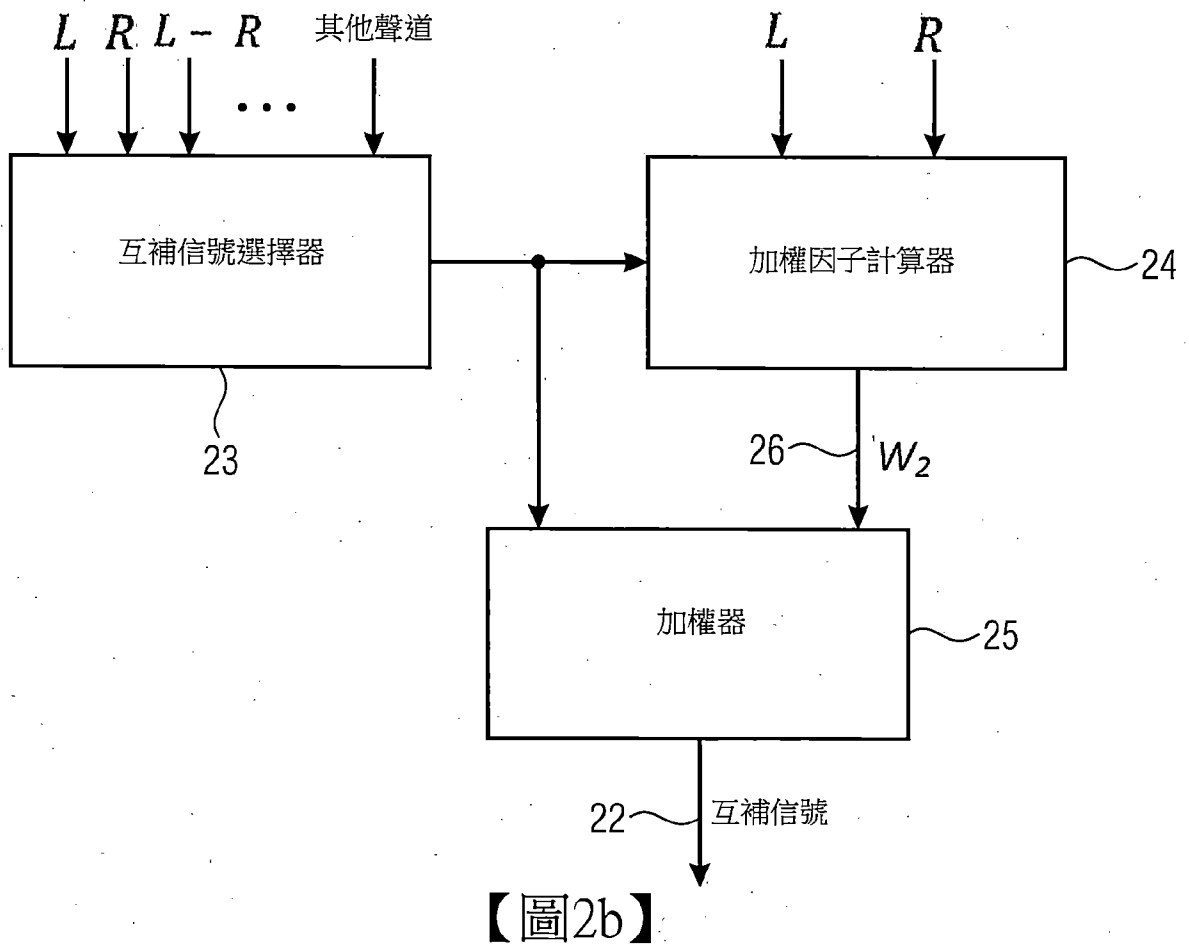 L R L - R 其他聲道
L R
• • •
互補信號選擇器
加權因子計算器
24
23
26 W₂
加權器
25
22 互補信號
【圖2b】